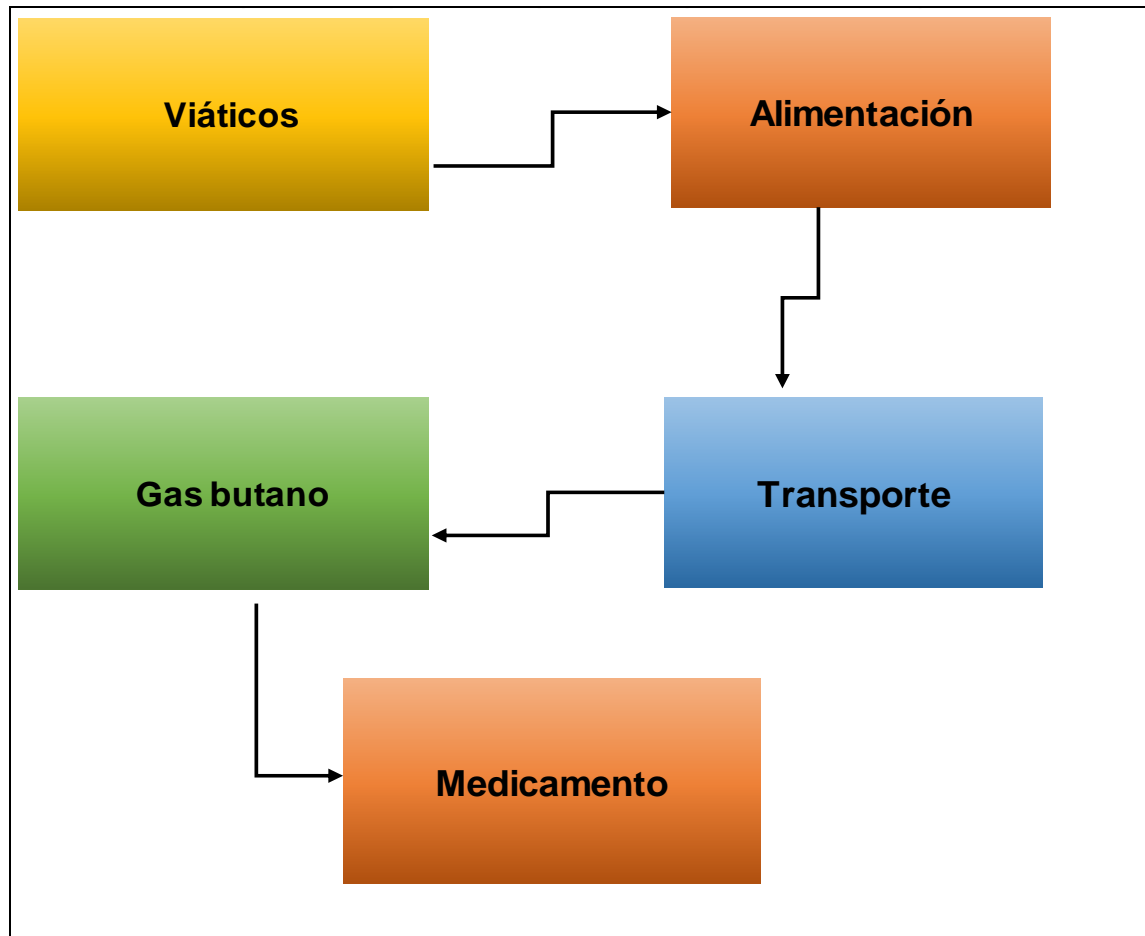 Viáticos
Alimentación
Transporte
Gas butano
Medicamento